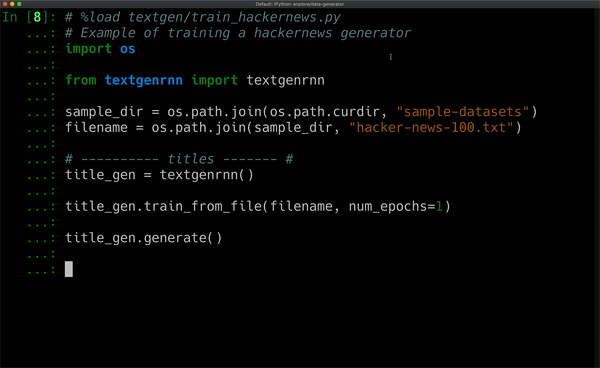 Default: IPython: anplore/data-generator
In [8]: # %load textgen/train_hackernews.py
...: # Example of training a hackernews generator
...: import os
...:
...: from textgenrnn import textgenrnn
...:
...: sample_dir = os.path.join(os.path.curdir, "sample-datasets")
...: filename = os.path.join(sample_dir, "hacker-news-100.txt")
...:
...: # ---------- titles ------- #
...: title_gen = textgenrnn()
...:
...: title_gen.train_from_file(filename, num_epochs=1)
...:
...: title_gen.generate()
...:
...: